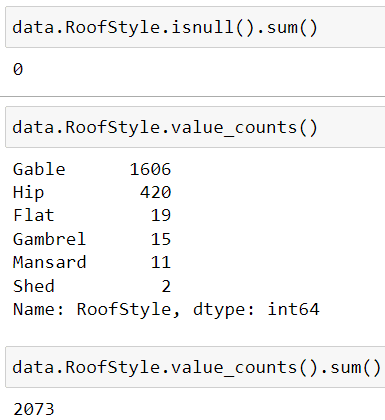 data.RoofStyle.isnull().sum()
0
data.RoofStyle.value_counts()
Gable 1606
Hip 420
Flat 19
Gambrel 15
Mansard 11
Shed 2
Name: RoofStyle, dtype: int64
data.RoofStyle.value_counts().sum()
2073